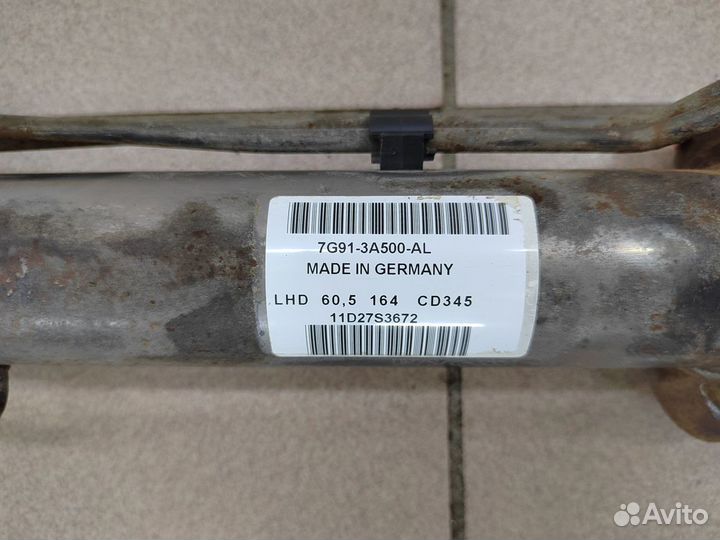 7G91-3A500-AL
MADE IN GERMANY
LHD 60,5 164 CD345
11D27S3672
Avito